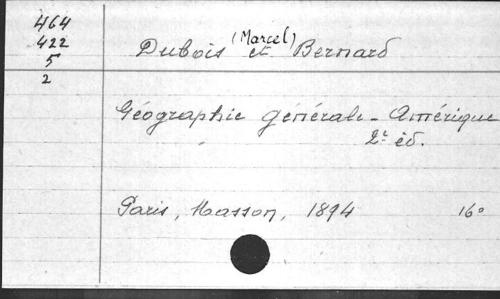 464
422
5
2
Dubois (Marcel) et Bernard
Géographie générale - Amérique
2e éd.
Paris, Masson, 1894 16°